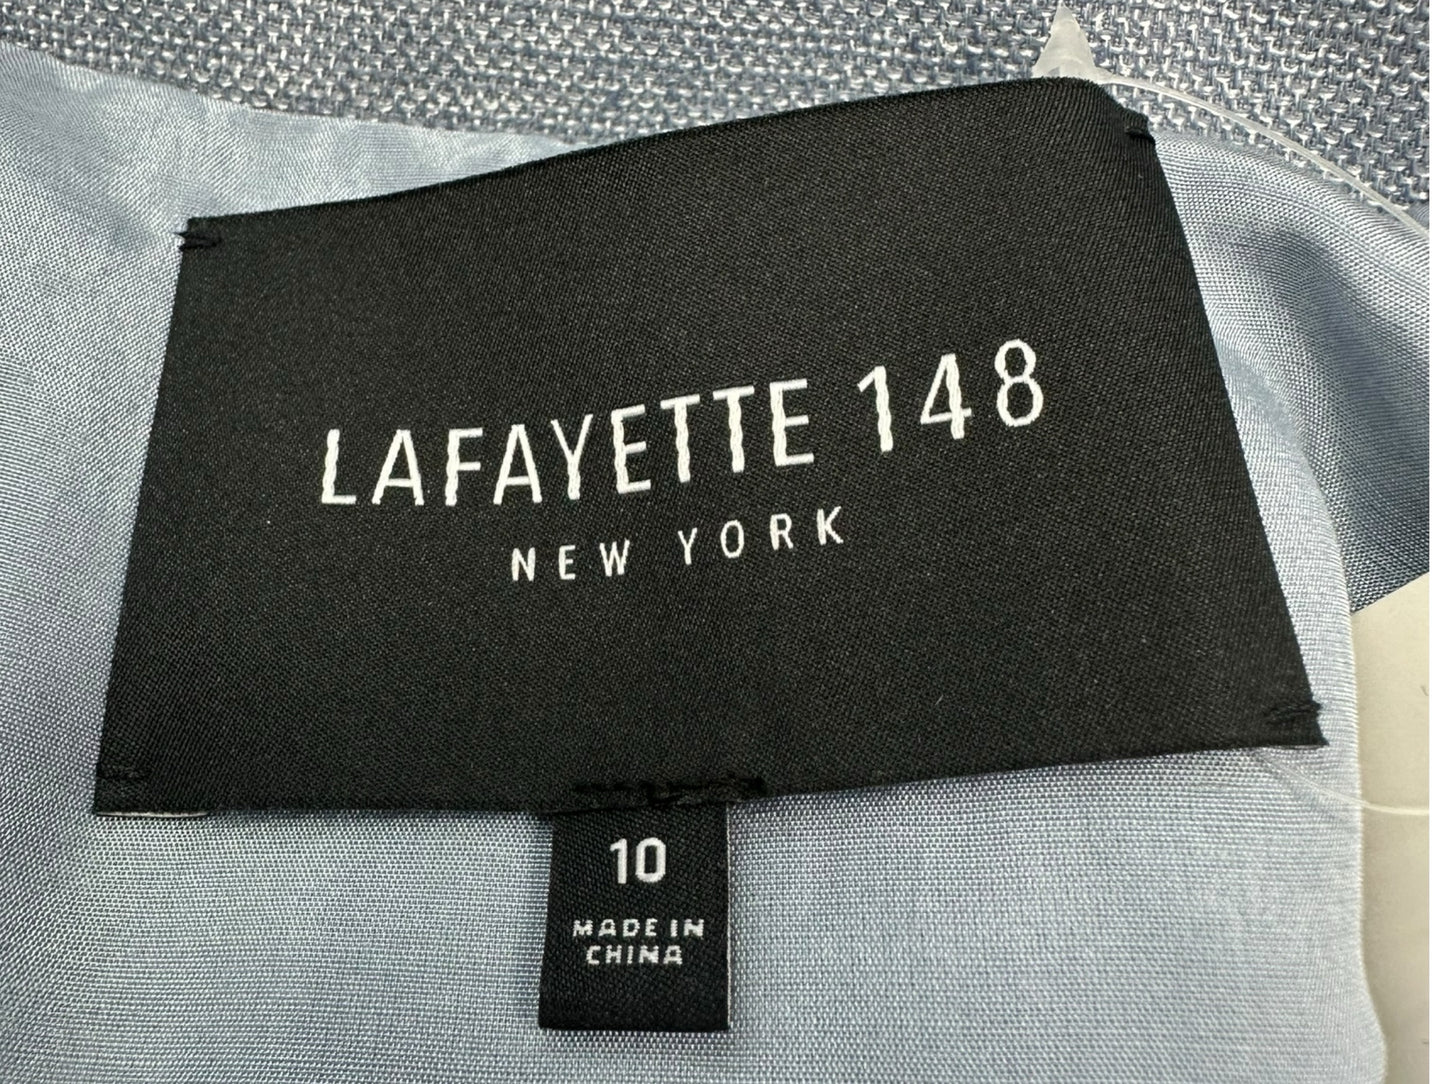 LAFAYETTE 148
NEW YORK
10
MADE IN
CHINA